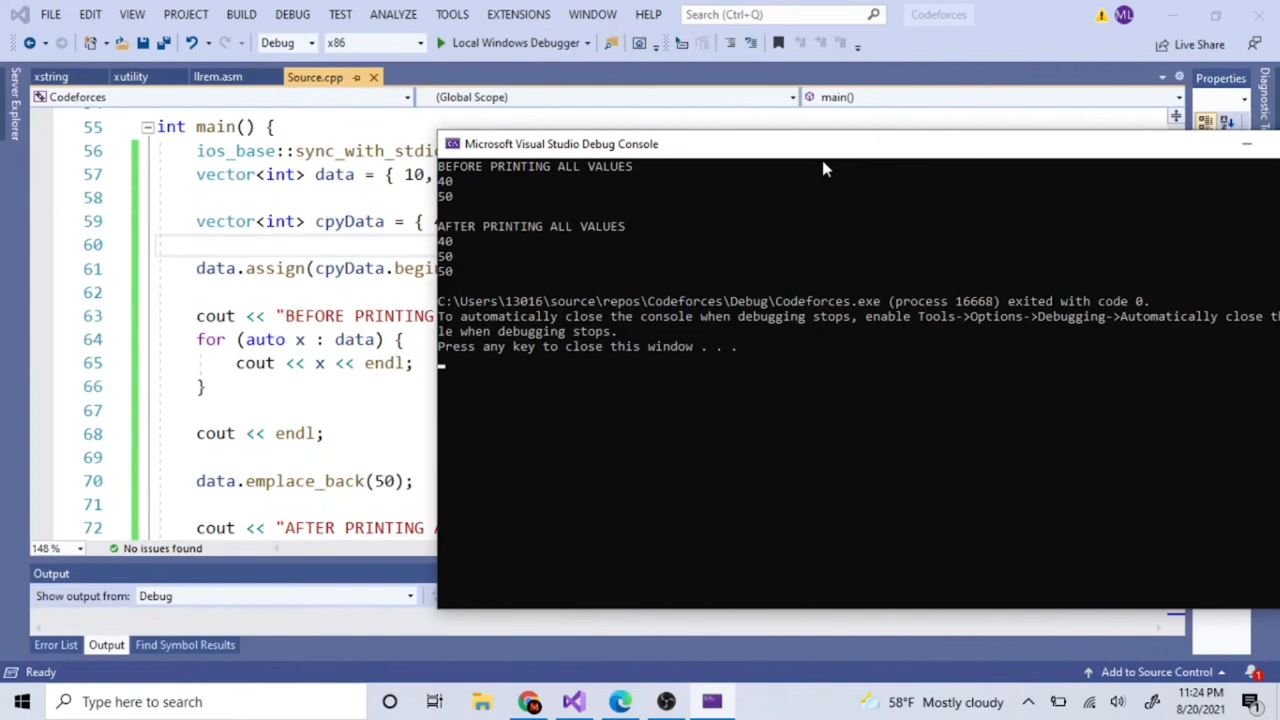 FILE EDIT VIEW PROJECT BUILD DEBUG TEST ANALYZE TOOLS EXTENSIONS WINDOW HELP Search (Ctrl+Q) Codeforces ML
Debug x86 Local Windows Debugger Live Share
xstring xutility llrem.asm Source.cpp
Codeforces (Global Scope) main()
Server Explorer
Properties
55 int main() {
56 ios_base::sync_with_stdi
57 vector<int> data = { 10,
58
59 vector<int> cpyData = {
60
61 data.assign(cpyData.begi
62
63 cout << "BEFORE PRINTING
64 for (auto x : data) {
65 cout << x << endl;
66 }
67
68 cout << endl;
69
70 data.emplace_back(50);
71
72 cout << "AFTER PRINTING
Microsoft Visual Studio Debug Console
BEFORE PRINTING ALL VALUES
40
50
AFTER PRINTING ALL VALUES
40
50
50
C:\Users\13016\source\repos\Codeforces\Debug\Codeforces.exe (process 16668) exited with code 0.
To automatically close the console when debugging stops, enable Tools->Options->Debugging->Automatically close th
le when debugging stops.
Press any key to close this window . . .
148 % No issues found
Output
Show output from: Debug
Error List Output Find Symbol Results
Ready Add to Source Control 1
Type here to search 58°F Mostly cloudy 11:24 PM
8/20/2021 1